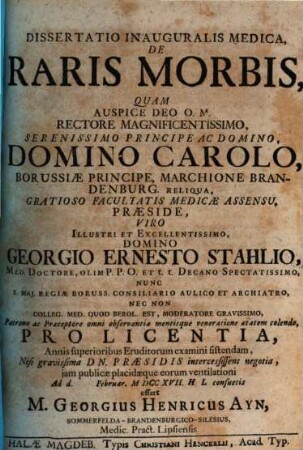 DISSERTATIO INAUGURALIS MEDICA,
DE
RARIS MORBIS,
QUAM
AUSPICE DEO O. M.
RECTORE MAGNIFICENTISSIMO,
SERENISSIMO PRINCIPE AC DOMINO,
DOMINO CAROLO,
BORUSSIÆ PRINCIPE, MARCHIONE BRAN-
DENBURG. RELIQUA,
GRATIOSO FACULTATIS MEDICÆ ASSENSU,
PRÆSIDE,
VIRO
ILLUSTRI ET EXCELLENTISSIMO,
DOMINO
GEORGIO ERNESTO STAHLIO,
MED. DOCTORE, OLIM P. P. O. ET t. t. DECANO SPECTATISSIMO,
NUNC
S. MAJ. REGIÆ BORUSS. CONSILIARIO AULICO ET ARCHIATRO,
NEC NON
COLLEG. MED. QUOD BEROL. EST, MODERATORE GRAVISSIMO,
Patrono ac Præceptore omni observantia mentisque veneratione ætatem colendo,
PRO LICENTIA,
Annis superioribus Eruditorum examini sistendam,
Nisi gravissima DN. PRÆSIDIS intercessissent negotia,
jam publicæ placidæque eorum ventilationi
Ad d. Februar. M DCC XVII. H. L. consuetis
offert
M. GEORGIUS HENRICUS AYN,
SOMMERFELDA-BRANDENBURGICO-SILESIUS,
Medic. Pract. Lipsiensis
HALÆ MAGDEB. Typis CHRISTIANI HENCKELII, Acad. Typ.